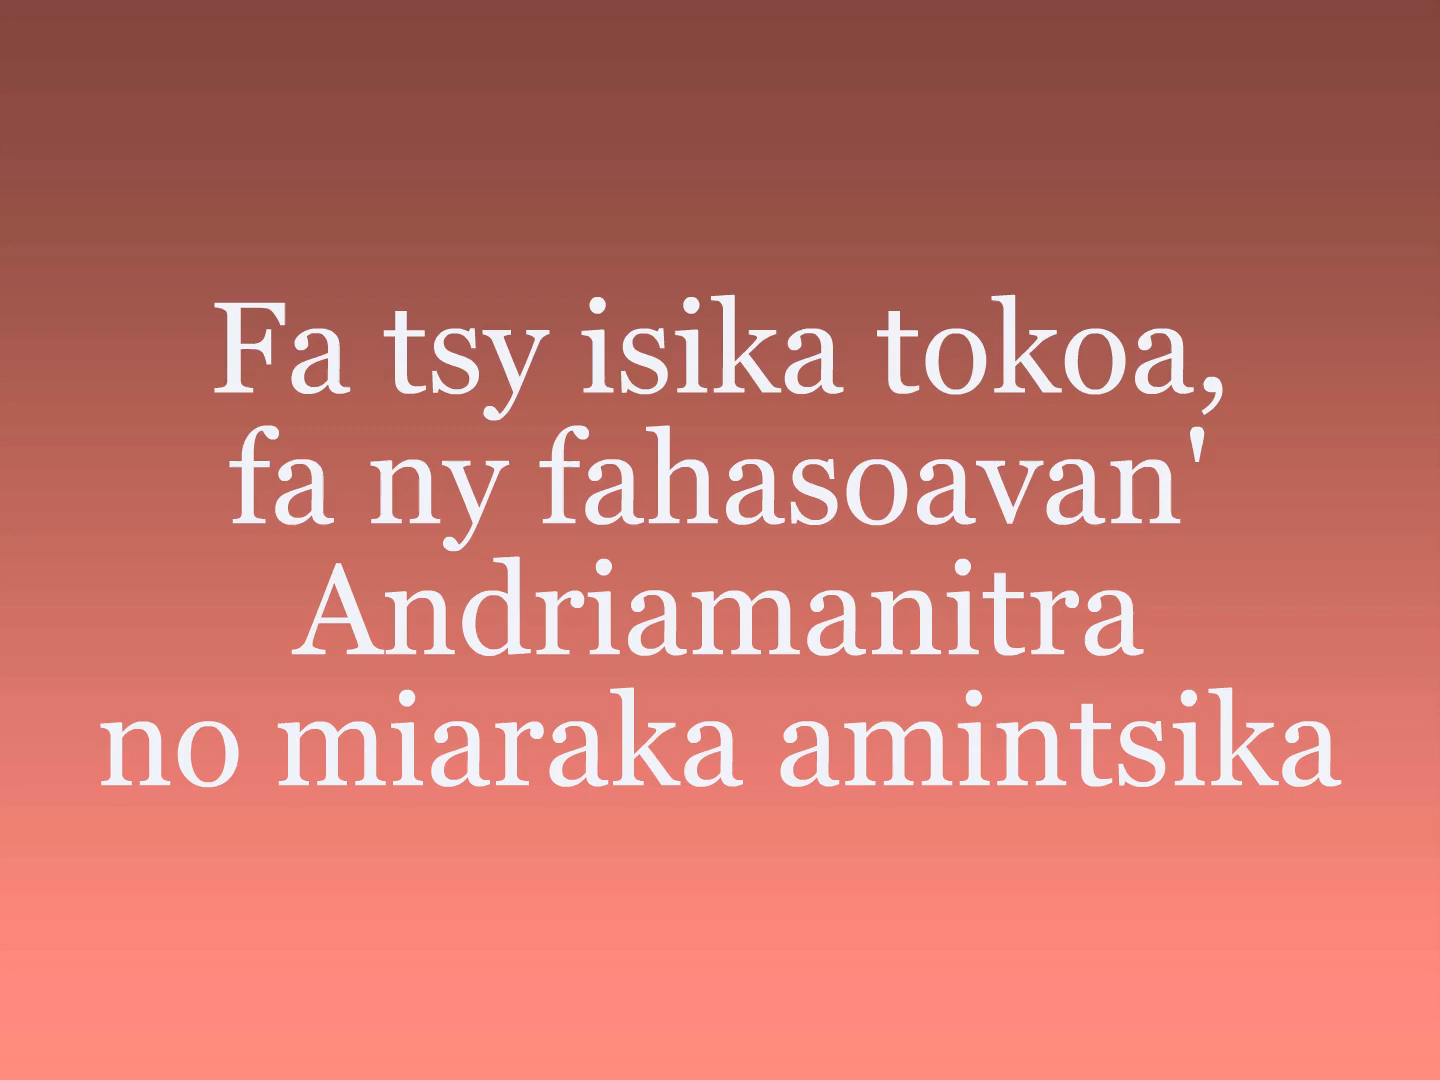 Fa tsy isika tokoa,
fa ny fahasoavan'
Andriamanitra
no miaraka amintsika